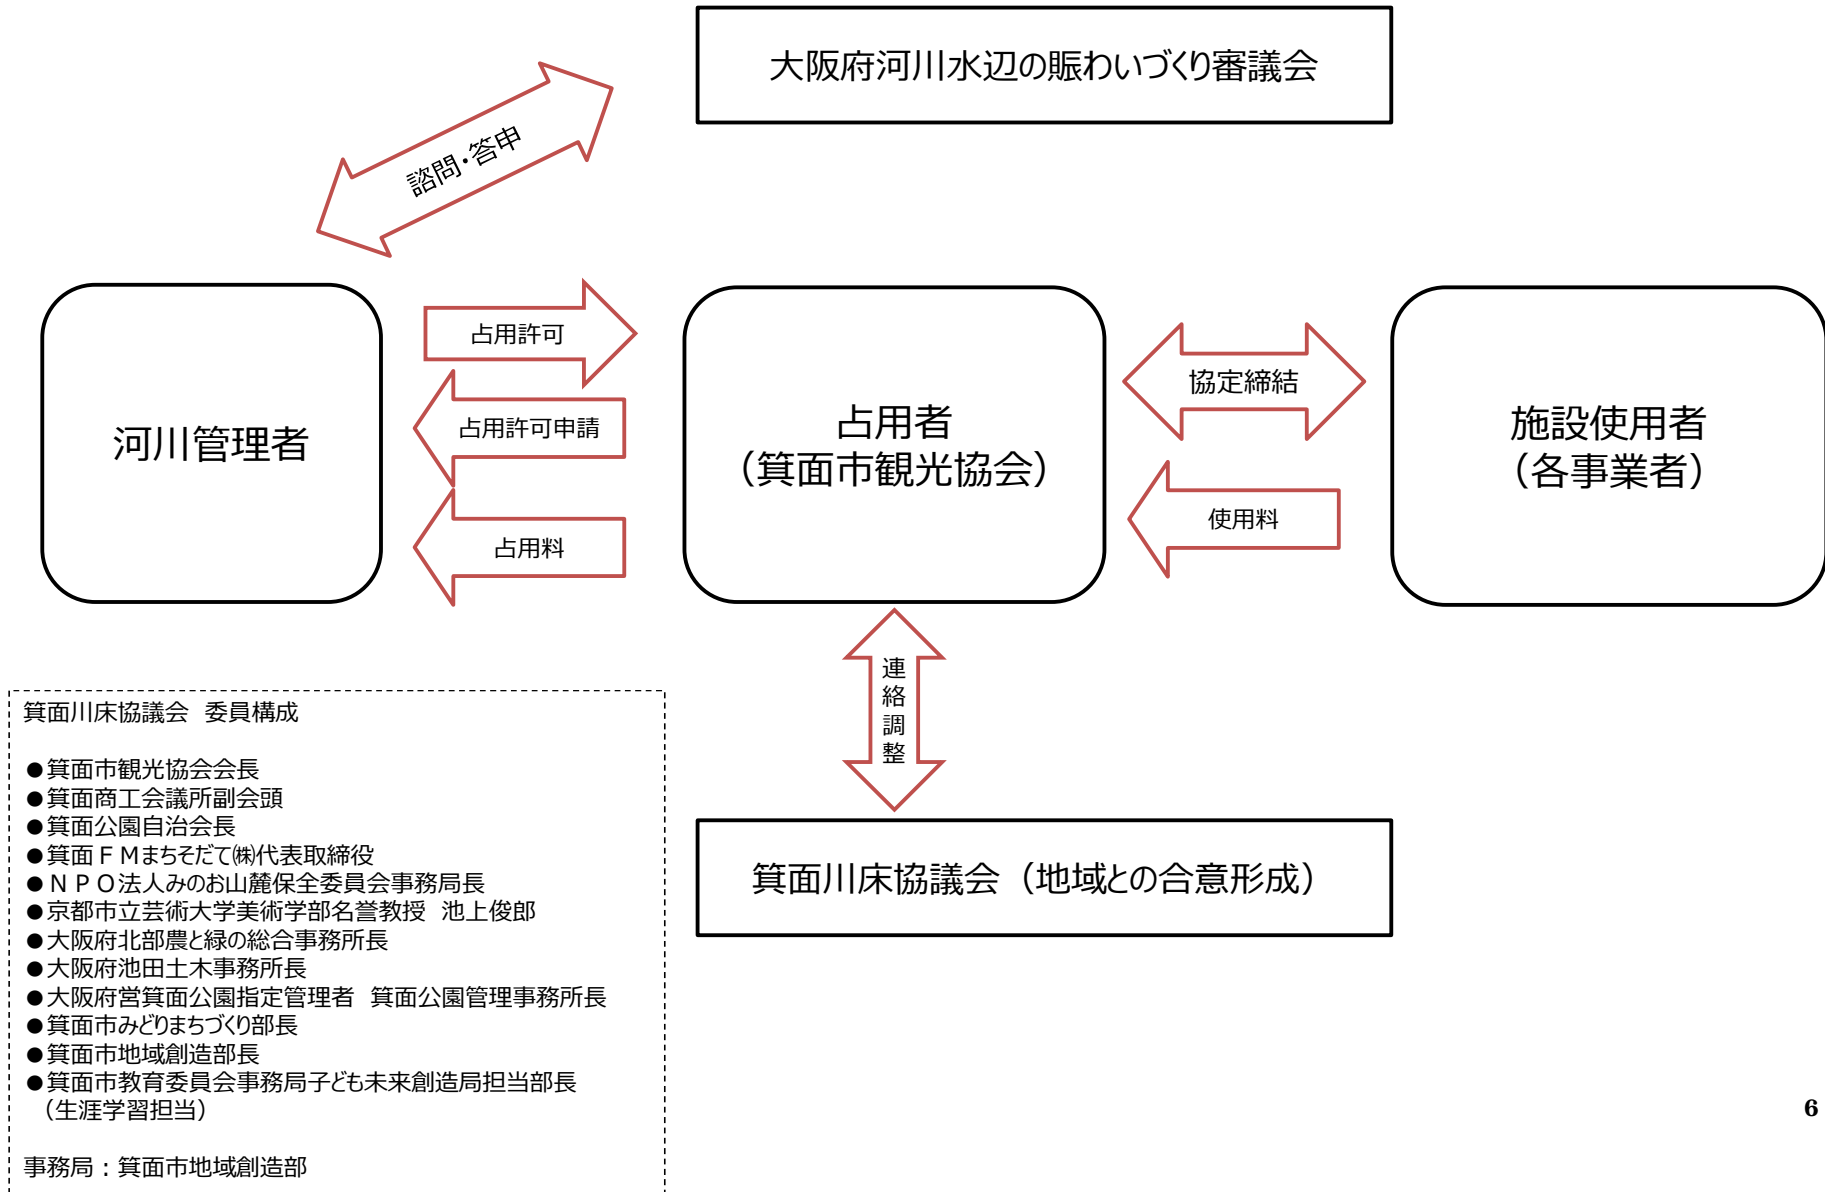 大阪府河川水辺の賑わいづくり審議会
諮問・答申
河川管理者
占用許可
占用許可申請
占用料
占用者
（箕面市観光協会）
協定締結
使用料
施設使用者
（各事業者）
連絡調整
箕面川床協議会（地域との合意形成）
箕面川床協議会　委員構成
●箕面市観光協会会長
●箕面商工会議所副会頭
●箕面公園自治会長
●箕面ＦＭまちそだて㈱代表取締役
●ＮＰＯ法人みのお山麓保全委員会事務局長
●京都市立芸術大学美術学部名誉教授　池上俊郎
●大阪府北部農と緑の総合事務所長
●大阪府池田土木事務所長
●大阪府営箕面公園指定管理者　箕面公園管理事務所長
●箕面市みどりまちづくり部長
●箕面市地域創造部長
●箕面市教育委員会事務局子ども未来創造局担当部長
（生涯学習担当）
事務局：箕面市地域創造部
6